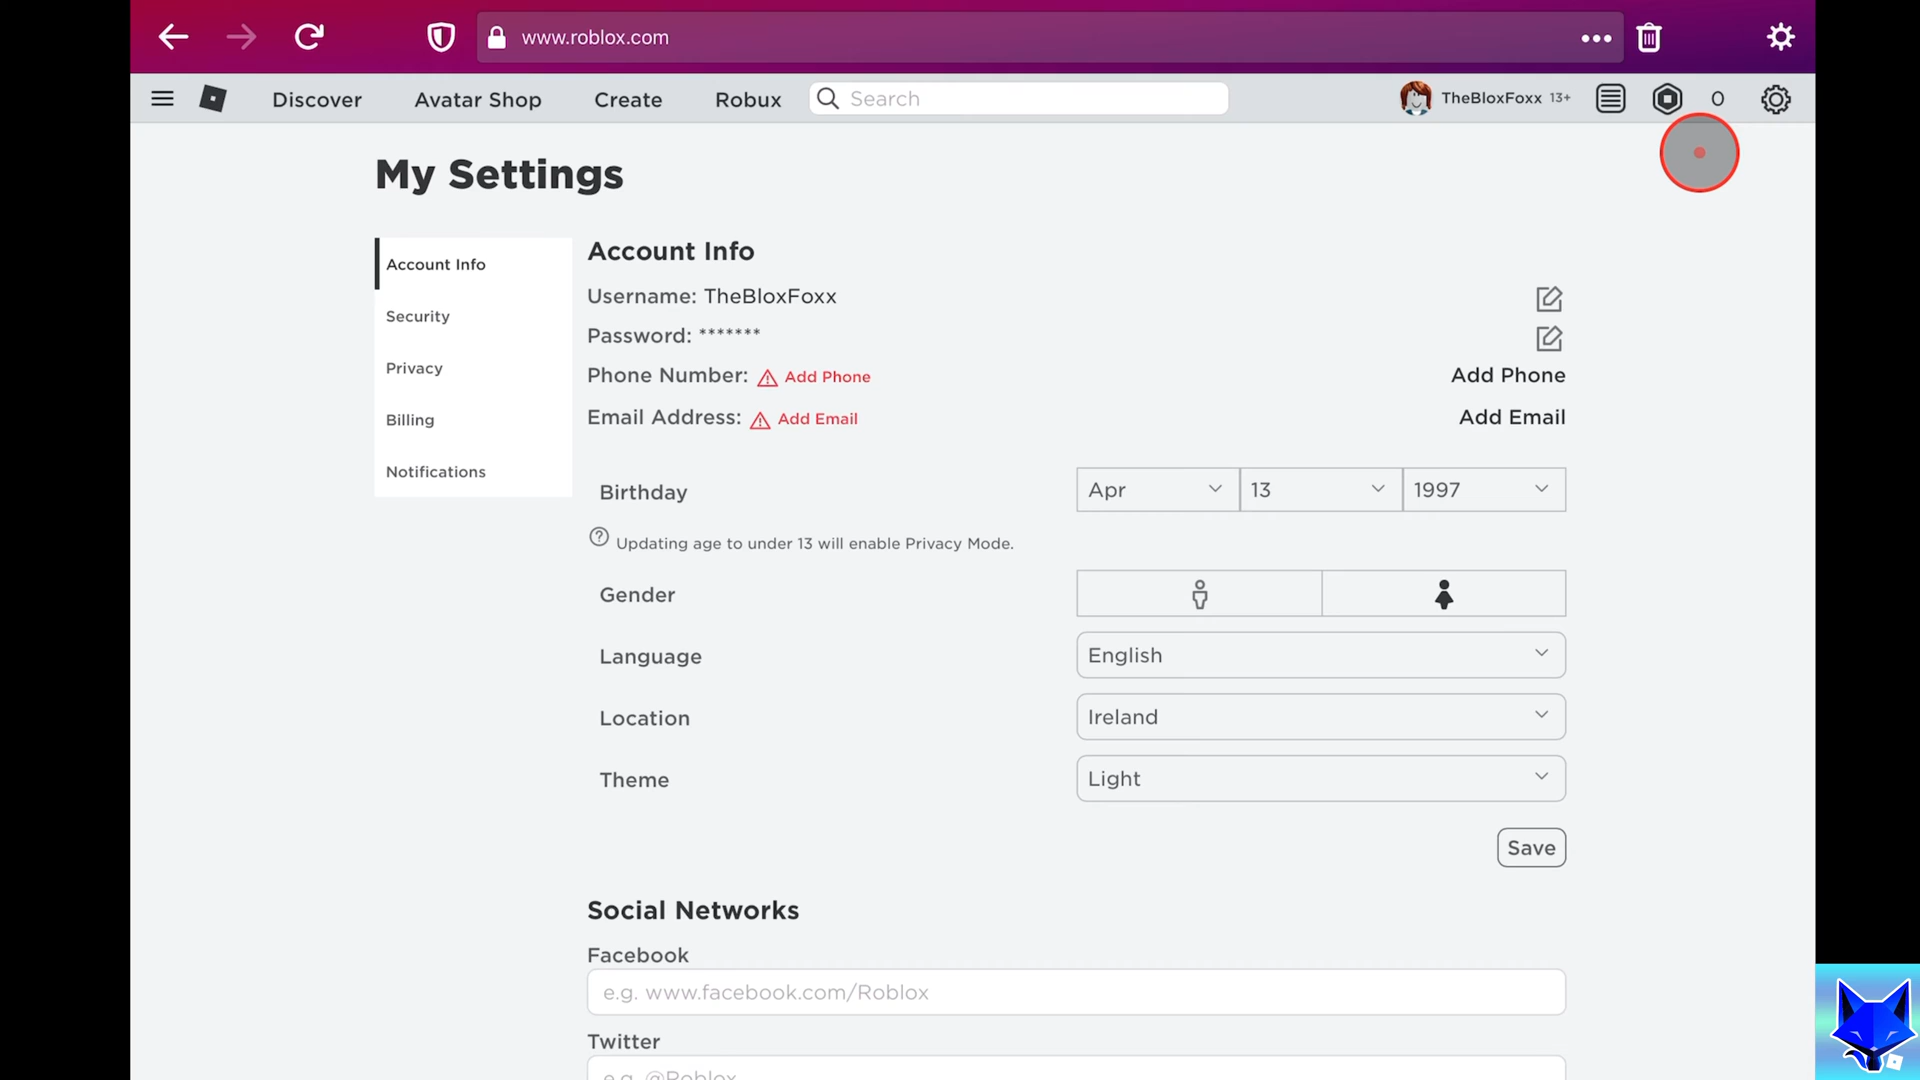 www.roblox.com
Discover
Avatar Shop
Create
Robux
Search
TheBloxFoxx 13+
0
My Settings
Account Info
Security
Privacy
Billing
Notifications
Account Info
Username: TheBloxFoxx
Password: *******
Phone Number: Add Phone
Add Phone
Email Address: Add Email
Add Email
Birthday
Apr
13
1997
Updating age to under 13 will enable Privacy Mode.
Gender
Language
English
Location
Ireland
Theme
Light
Save
Social Networks
Facebook
e.g. www.facebook.com/Roblox
Twitter
e.g. @Roblox